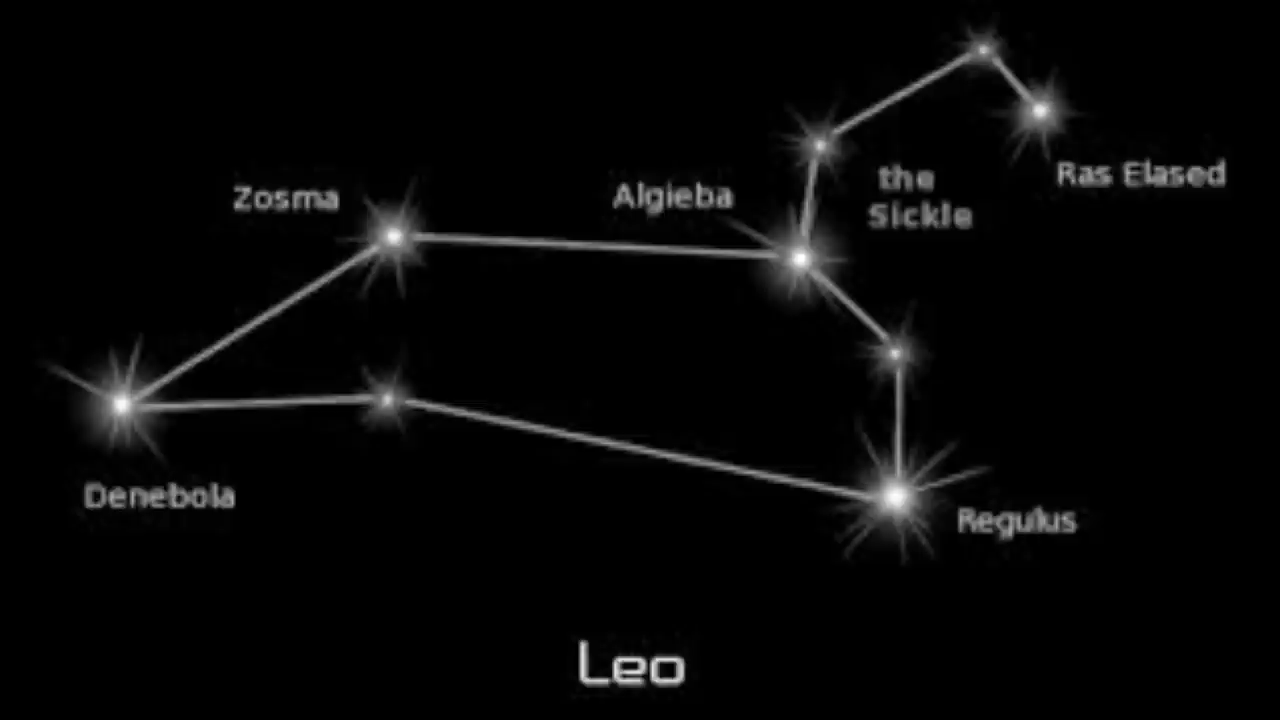 Zosma
Algieba
the
Sickle
Ras Elased
Denebola
Regulus
Leo